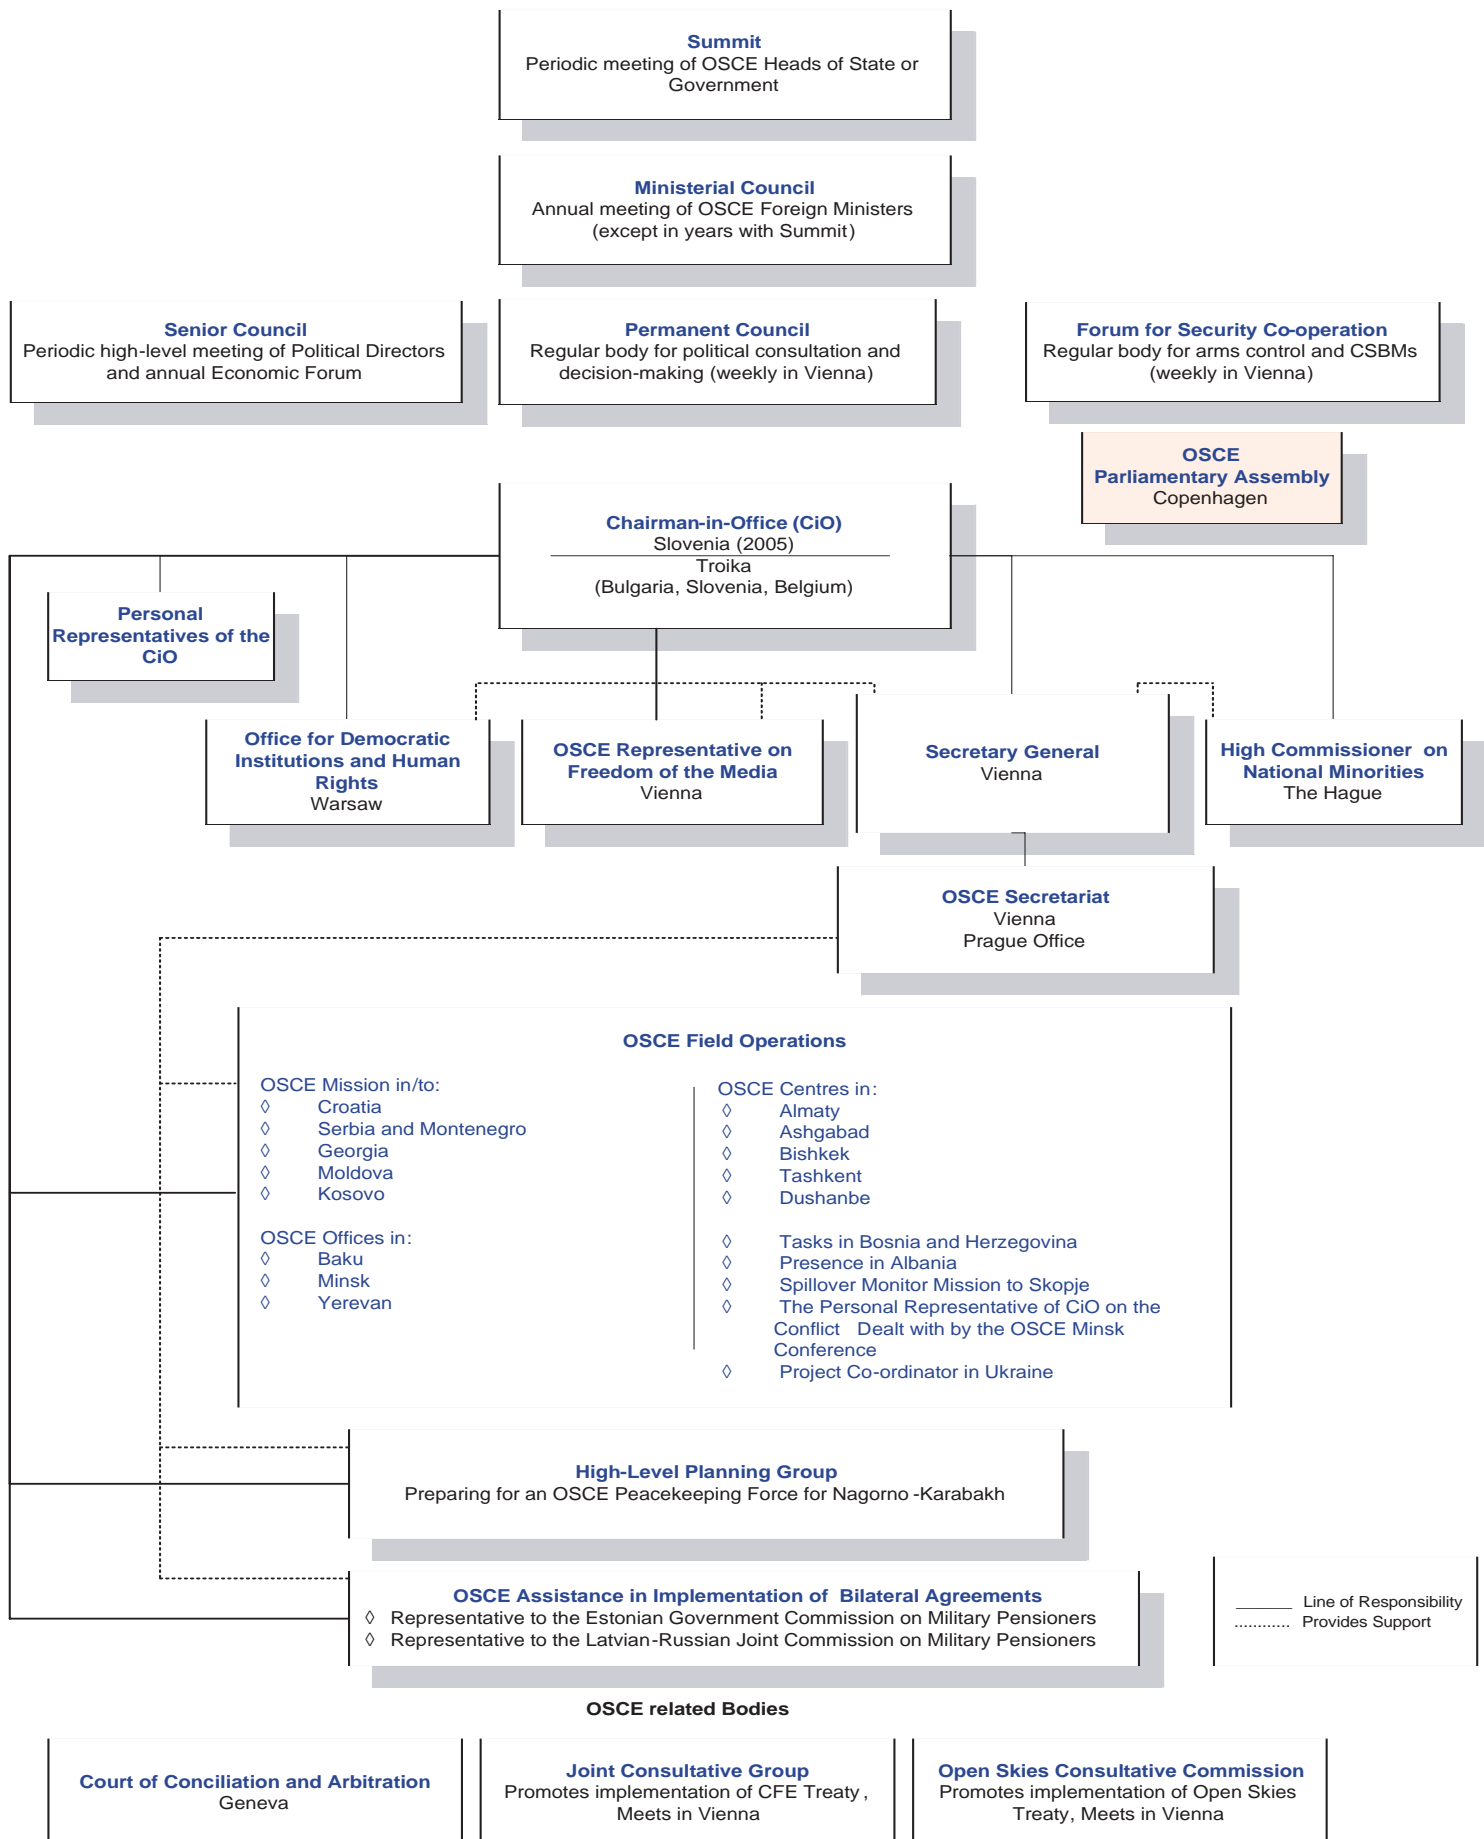 Summit
Periodic meeting of OSCE Heads of State or
Government
Ministerial Council
Annual meeting of OSCE Foreign Ministers
(except in years with Summit)
Senior Council
Periodic high-level meeting of Political Directors
and annual Economic Forum
Permanent Council
Regular body for political consultation and
decision-making (weekly in Vienna)
Forum for Security Co-operation
Regular body for arms control and CSBMs
(weekly in Vienna)
OSCE
Parliamentary Assembly
Copenhagen
Chairman-in-Office (CiO)
Slovenia (2005)
Troika
(Bulgaria, Slovenia, Belgium)
Personal
Representatives of the
CiO
Office for Democratic
Institutions and Human
Rights
Warsaw
OSCE Representative on
Freedom of the Media
Vienna
Secretary General
Vienna
High Commissioner on
National Minorities
The Hague
OSCE Secretariat
Vienna
Prague Office
OSCE Field Operations
OSCE Mission in/to:
◊ Croatia
◊ Serbia and Montenegro
◊ Georgia
◊ Moldova
◊ Kosovo
OSCE Offices in:
◊ Baku
◊ Minsk
◊ Yerevan
OSCE Centres in:
◊ Almaty
◊ Ashgabad
◊ Bishkek
◊ Tashkent
◊ Dushanbe
◊ Tasks in Bosnia and Herzegovina
◊ Presence in Albania
◊ Spillover Monitor Mission to Skopje
◊ The Personal Representative of CiO on the
Conflict Dealt with by the OSCE Minsk
Conference
◊ Project Co-ordinator in Ukraine
High-Level Planning Group
Preparing for an OSCE Peacekeeping Force for Nagorno-Karabakh
OSCE Assistance in Implementation of Bilateral Agreements
◊ Representative to the Estonian Government Commission on Military Pensioners
◊ Representative to the Latvian-Russian Joint Commission on Military Pensioners
Line of Responsibility
Provides Support
OSCE related Bodies
Court of Conciliation and Arbitration
Geneva
Joint Consultative Group
Promotes implementation of CFE Treaty,
Meets in Vienna
Open Skies Consultative Commission
Promotes implementation of Open Skies
Treaty, Meets in Vienna